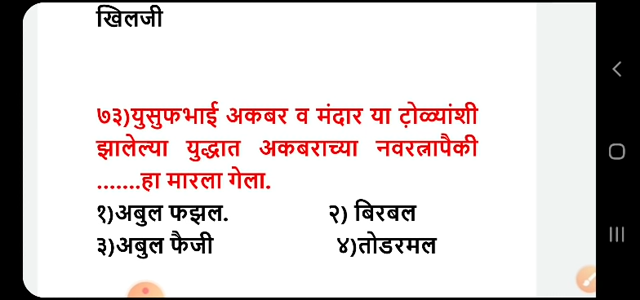 खिलजी
७३)युसुफभाई अकबर व मंदार या टोळ्यांशी
झालेल्या युद्धात अकबराच्या नवरत्नापैकी
.......हा मारला गेला.
१)अबुल फझल. २) बिरबल
३)अबुल फैजी ४)तोडरमल